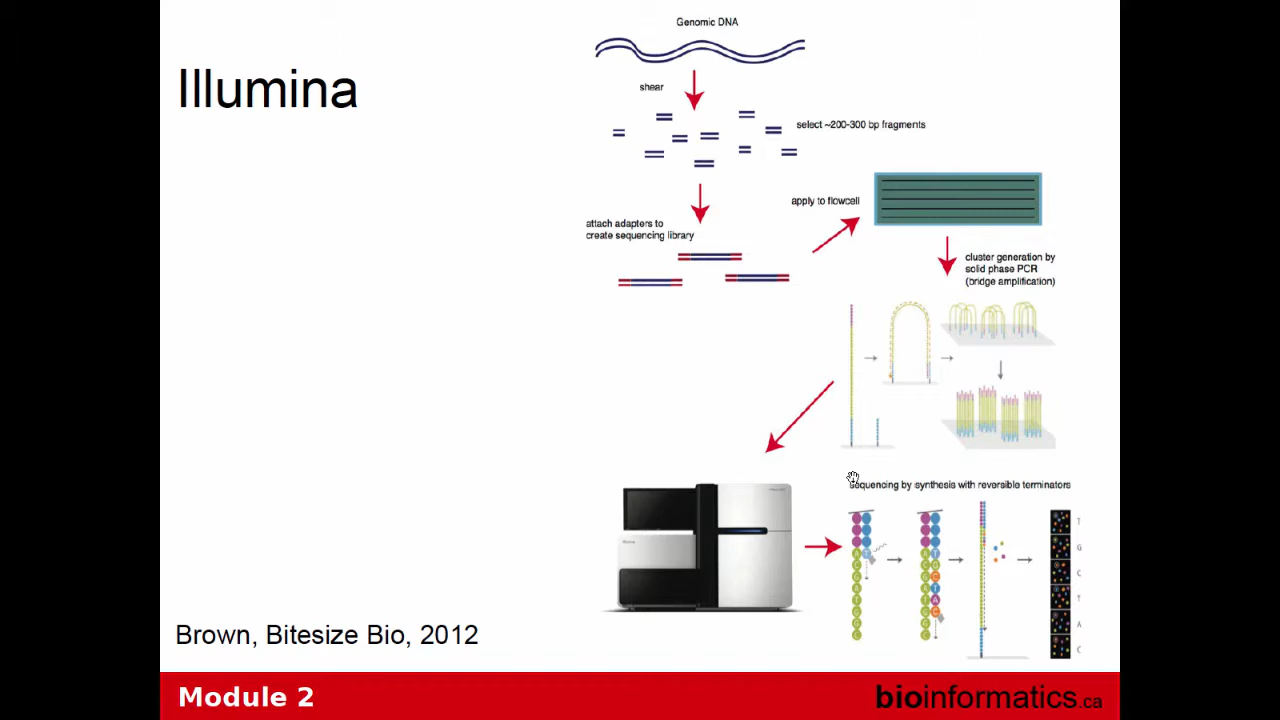 Illumina
Genomic DNA
shear
select ~200-300 bp fragments
attach adapters to
create sequencing library
apply to flowcell
cluster generation by
solid phase PCR
(bridge amplification)
sequencing by synthesis with reversible terminators
T
G
C
T
A
C
A
C
G
A
T
G
G
C
T
A
C
G
A
T
G
G
C
T
G
C
T
A
C
Brown, Bitesize Bio, 2012
Module 2
bioinformatics.ca